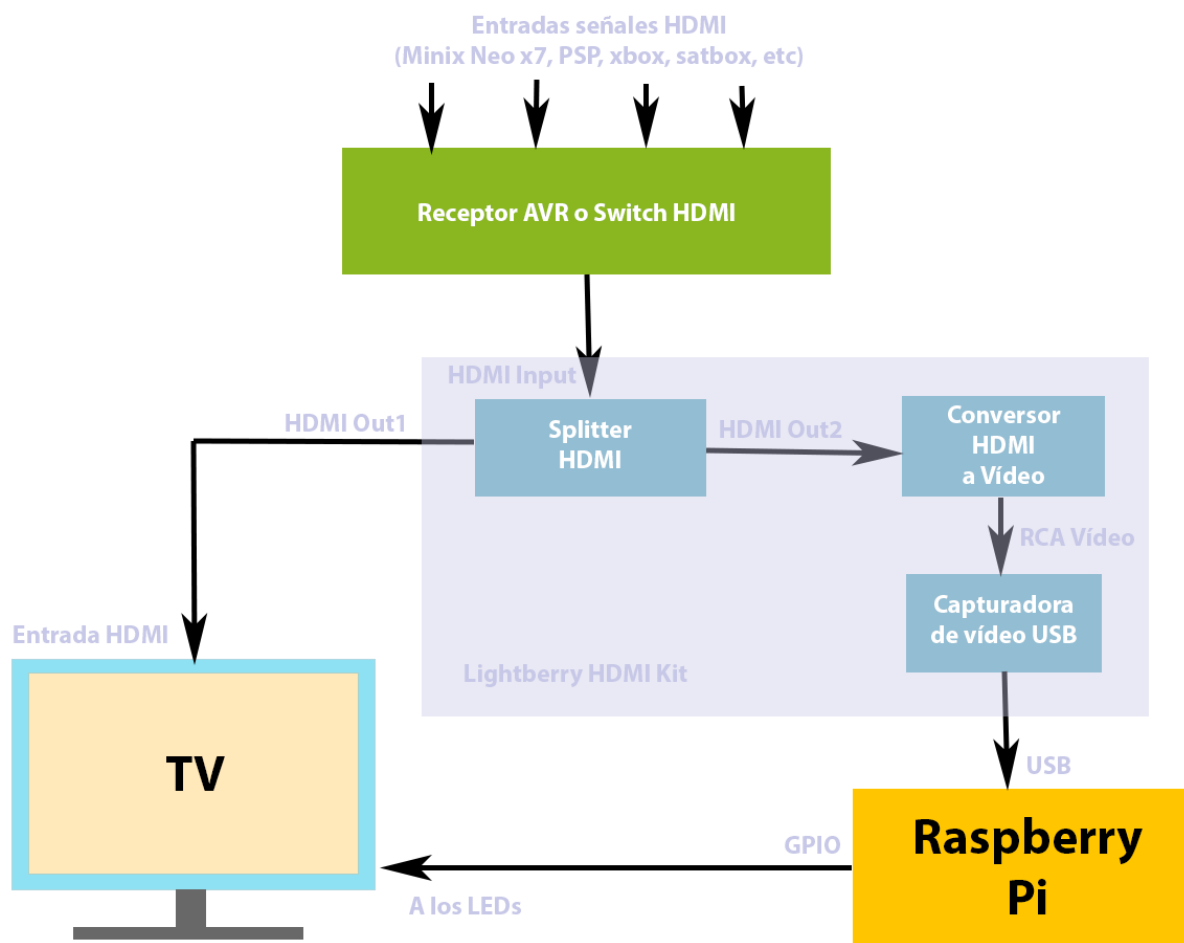 Entradas señales HDMI
(Minix Neo x7, PSP, xbox, satbox, etc)
Receptor AVR o Switch HDMI
HDMI Input
HDMI Out1
Splitter
HDMI
HDMI Out2
Conversor
HDMI
a Vídeo
RCA Vídeo
Capturadora
de vídeo USB
Lightberry HDMI Kit
Entrada HDMI
TV
USB
Raspberry
Pi
GPIO
A los LEDs